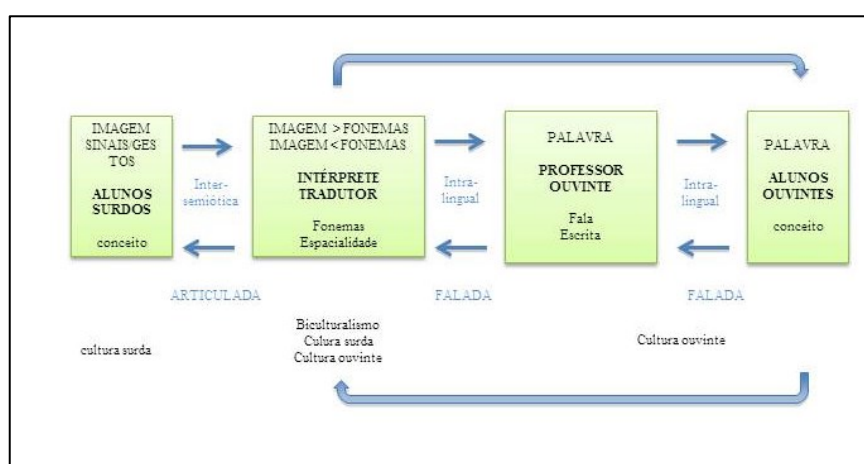 IMAGEM
SINAIS/GES
TOS
ALUNOS
SURDOS
conceito
Inter-
semiótica
IMAGEM > FONEMAS
IMAGEM < FONEMAS
INTÉRPRETE
TRADUTOR
Fonemas
Espacialidade
Intra-
lingual
PALAVRA
PROFESSOR
OUVINTE
Fala
Escrita
Intra-
lingual
PALAVRA
ALUNOS
OUVINTES
conceito
ARTICULADA
FALADA
FALADA
cultura surda
Biculturalismo
Culura surda
Cultura ouvinte
Cultura ouvinte